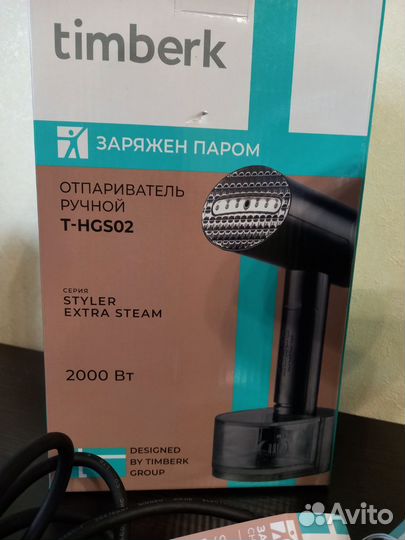 timberk
ЗАРЯЖЕН ПАРОМ
ОТПАРИВАТЕЛЬ
РУЧНОЙ
T-HGS02
СЕРИЯ
STYLER
EXTRA STEAM
2000 Вт
DESIGNED
BY TIMBERK
GROUP
Avito